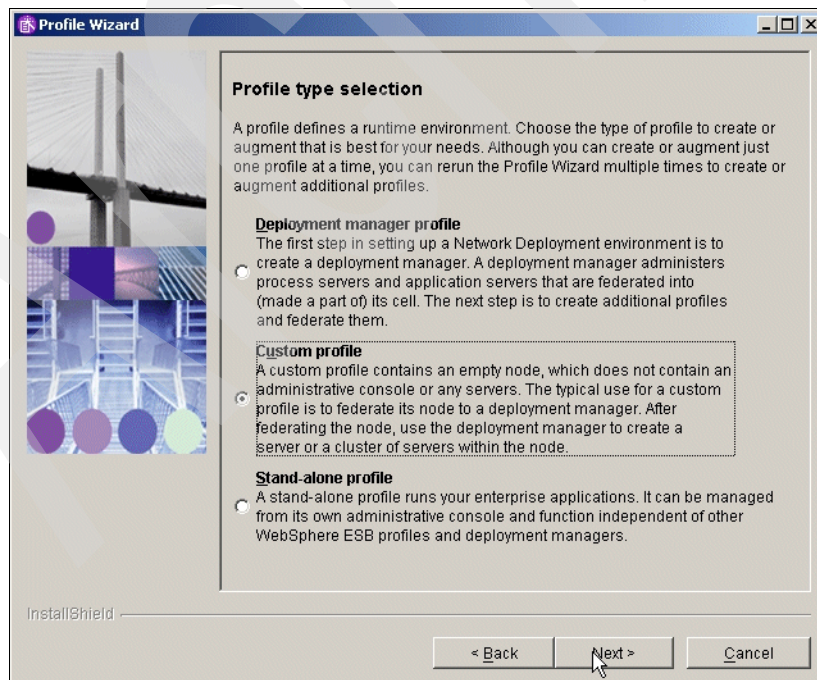 Profile Wizard
Profile type selection
A profile defines a runtime environment. Choose the type of profile to create or
augment that is best for your needs. Although you can create or augment just
one profile at a time, you can rerun the Profile Wizard multiple times to create or
augment additional profiles.
Deployment manager profile
The first step in setting up a Network Deployment environment is to
create a deployment manager. A deployment manager administers
process servers and application servers that are federated into
(made a part of) its cell. The next step is to create additional profiles
and federate them.
Custom profile
A custom profile contains an empty node, which does not contain an
administrative console or any servers. The typical use for a custom
profile is to federate its node to a deployment manager. After
federating the node, use the deployment manager to create a
server or a cluster of servers within the node.
Stand-alone profile
A stand-alone profile runs your enterprise applications. It can be managed
from its own administrative console and function independent of other
WebSphere ESB profiles and deployment managers.
InstallShield
< Back Next > Cancel